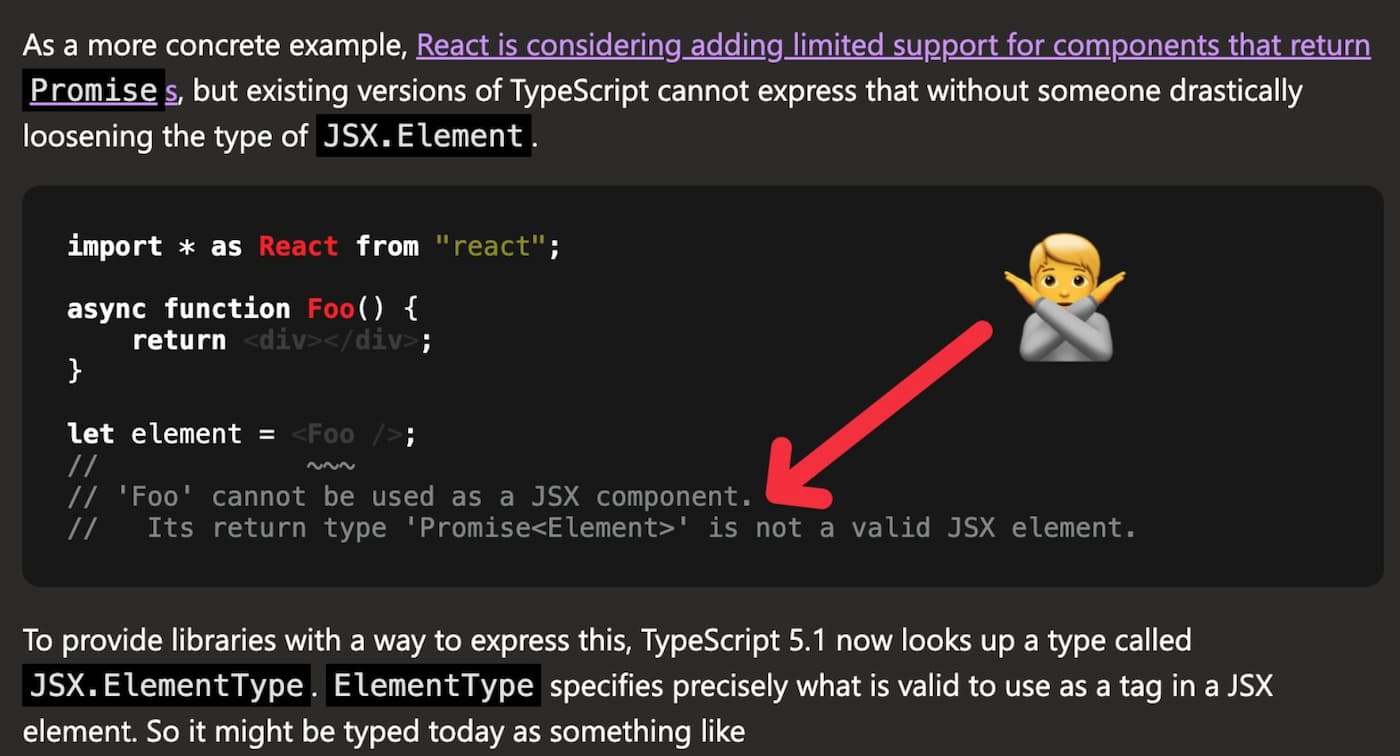 As a more concrete example, React is considering adding limited support for components that return
Promises, but existing versions of TypeScript cannot express that without someone drastically
loosening the type of JSX.Element.
import * as React from "react";
async function Foo() {
    return <div></div>;
}
let element = <Foo />;
//             ~~~
// 'Foo' cannot be used as a JSX component.
//   Its return type 'Promise<Element>' is not a valid JSX element.
To provide libraries with a way to express this, TypeScript 5.1 now looks up a type called
JSX.ElementType. ElementType specifies precisely what is valid to use as a tag in a JSX
element. So it might be typed today as something like